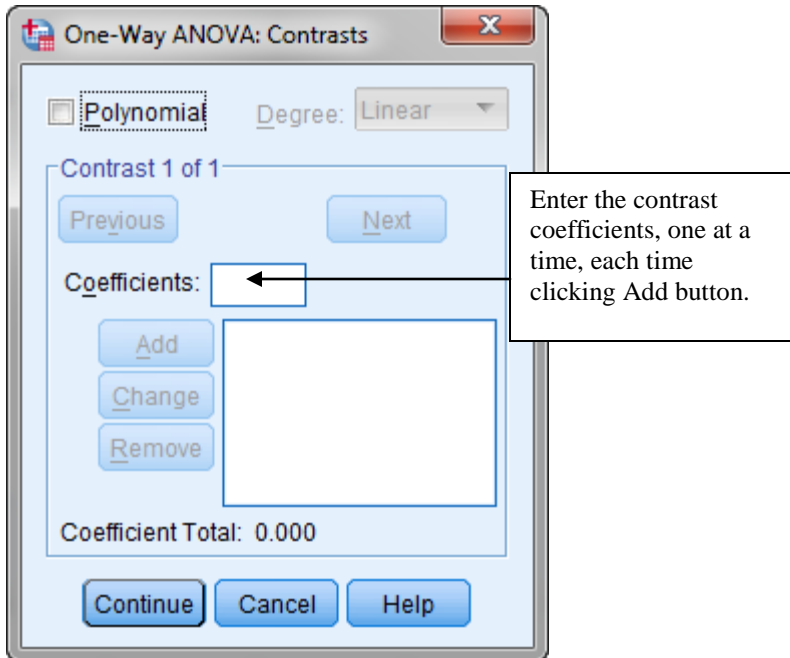 One-Way ANOVA: Contrasts
Polynomial Degree: Linear
Contrast 1 of 1
Previous Next
Enter the contrast
coefficients, one at a
time, each time
clicking Add button.
Coefficients:
Add
Change
Remove
Coefficient Total: 0.000
Continue Cancel Help